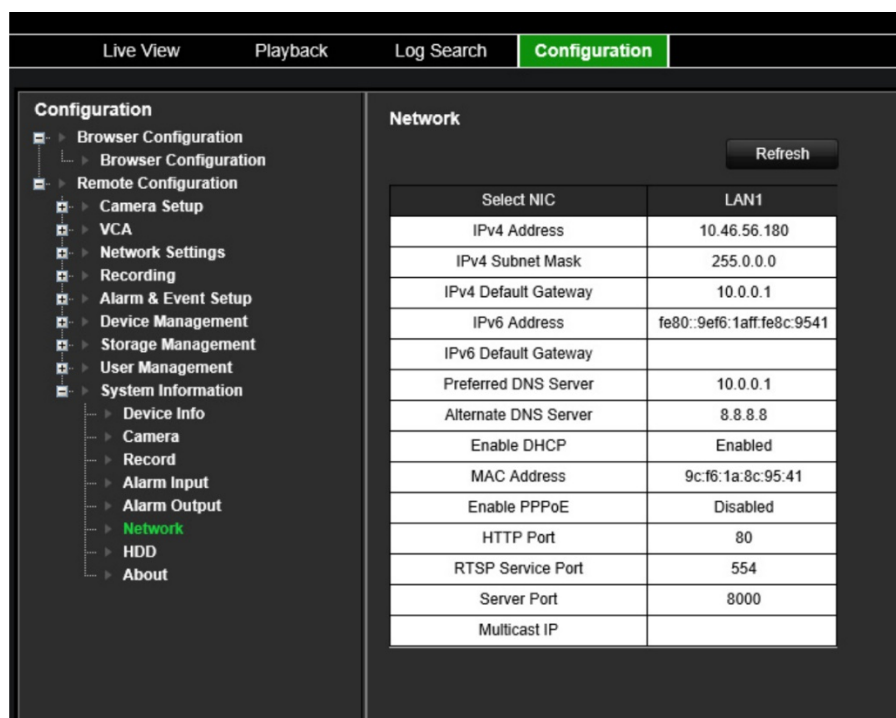 Live View Playback Log Search Configuration
Configuration
Browser Configuration
Browser Configuration
Remote Configuration
Camera Setup
VCA
Network Settings
Recording
Alarm & Event Setup
Device Management
Storage Management
User Management
System Information
Device Info
Camera
Record
Alarm Input
Alarm Output
Network
HDD
About
Network
Refresh
Select NIC LAN1
IPv4 Address 10.46.56.180
IPv4 Subnet Mask 255.0.0.0
IPv4 Default Gateway 10.0.0.1
IPv6 Address fe80::9ef6:1aff:fe8c:9541
IPv6 Default Gateway
Preferred DNS Server 10.0.0.1
Alternate DNS Server 8.8.8.8
Enable DHCP Enabled
MAC Address 9c:f6:1a:8c:95:41
Enable PPPoE Disabled
HTTP Port 80
RTSP Service Port 554
Server Port 8000
Multicast IP